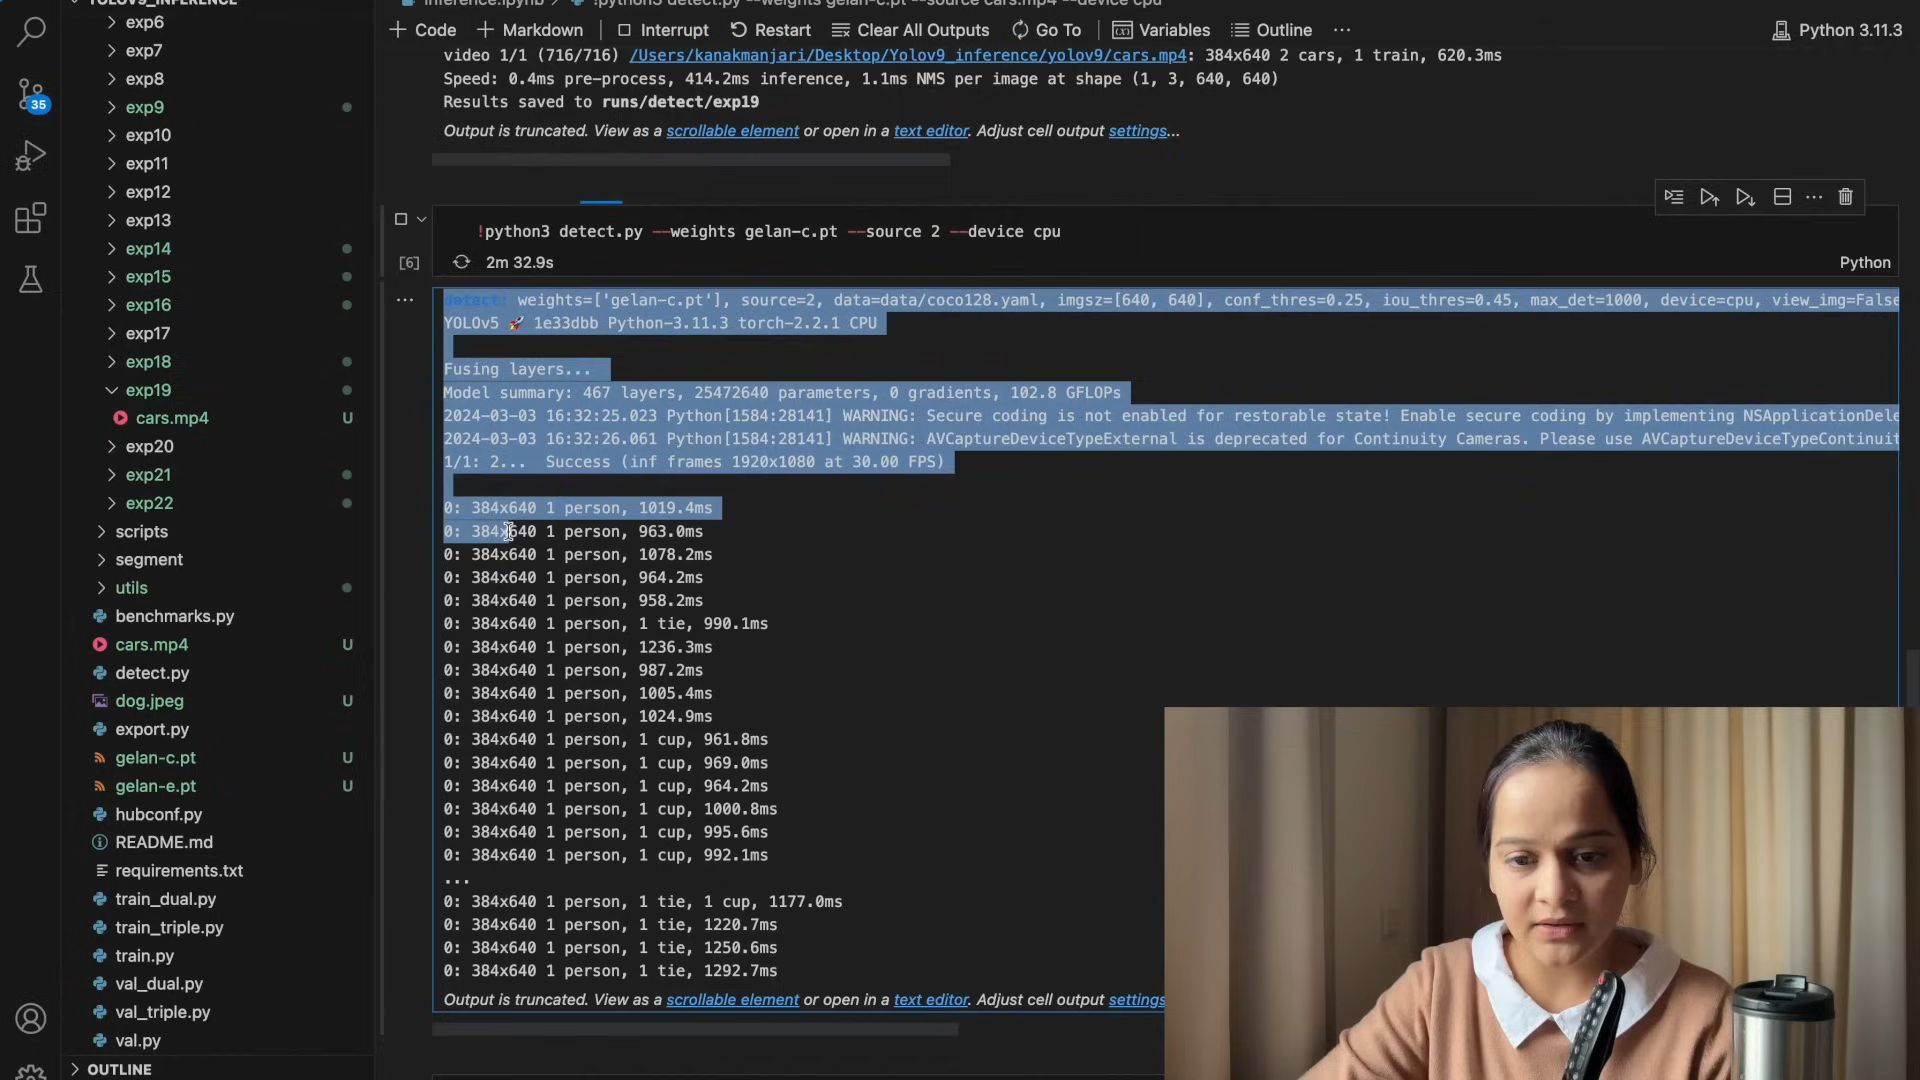 YOLOV9_INFERENCE
exp6
exp7
exp8
exp9
exp10
exp11
exp12
exp13
exp14
exp15
exp16
exp17
exp18
exp19
cars.mp4 U
exp20
exp21
exp22
scripts
segment
utils
benchmarks.py
cars.mp4 U
detect.py
dog.jpeg U
export.py
gelan-c.pt U
gelan-e.pt U
hubconf.py
README.md
requirements.txt
train_dual.py
train_triple.py
train.py
val_dual.py
val_triple.py
val.py
OUTLINE
35
inference.ipynb > !python3 detect.py --weights gelan-c.pt --source cars.mp4 --device cpu
+ Code + Markdown Interrupt Restart Clear All Outputs Go To Variables Outline ... Python 3.11.3
video 1/1 (716/716) /Users/kanakmanjari/Desktop/Yolov9_inference/yolov9/cars.mp4: 384x640 2 cars, 1 train, 620.3ms
Speed: 0.4ms pre-process, 414.2ms inference, 1.1ms NMS per image at shape (1, 3, 640, 640)
Results saved to runs/detect/exp19
Output is truncated. View as a scrollable element or open in a text editor. Adjust cell output settings...
!python3 detect.py --weights gelan-c.pt --source 2 --device cpu
[6] 2m 32.9s Python
detect: weights=['gelan-c.pt'], source=2, data=data/coco128.yaml, imgsz=[640, 640], conf_thres=0.25, iou_thres=0.45, max_det=1000, device=cpu, view_img=False
YOLOv5 🚀 1e33dbb Python-3.11.3 torch-2.2.1 CPU
Fusing layers...
Model summary: 467 layers, 25472640 parameters, 0 gradients, 102.8 GFLOPs
2024-03-03 16:32:25.023 Python[1584:28141] WARNING: Secure coding is not enabled for restorable state! Enable secure coding by implementing NSApplicationDele
2024-03-03 16:32:26.061 Python[1584:28141] WARNING: AVCaptureDeviceTypeExternal is deprecated for Continuity Cameras. Please use AVCaptureDeviceTypeContinuit
1/1: 2... Success (inf frames 1920x1080 at 30.00 FPS)
0: 384x640 1 person, 1019.4ms
0: 384x640 1 person, 963.0ms
0: 384x640 1 person, 1078.2ms
0: 384x640 1 person, 964.2ms
0: 384x640 1 person, 958.2ms
0: 384x640 1 person, 1 tie, 990.1ms
0: 384x640 1 person, 1236.3ms
0: 384x640 1 person, 987.2ms
0: 384x640 1 person, 1005.4ms
0: 384x640 1 person, 1024.9ms
0: 384x640 1 person, 1 cup, 961.8ms
0: 384x640 1 person, 1 cup, 969.0ms
0: 384x640 1 person, 1 cup, 964.2ms
0: 384x640 1 person, 1 cup, 1000.8ms
0: 384x640 1 person, 1 cup, 995.6ms
0: 384x640 1 person, 1 cup, 992.1ms
...
0: 384x640 1 person, 1 tie, 1 cup, 1177.0ms
0: 384x640 1 person, 1 tie, 1220.7ms
0: 384x640 1 person, 1 tie, 1250.6ms
0: 384x640 1 person, 1 tie, 1292.7ms
Output is truncated. View as a scrollable element or open in a text editor. Adjust cell output settings